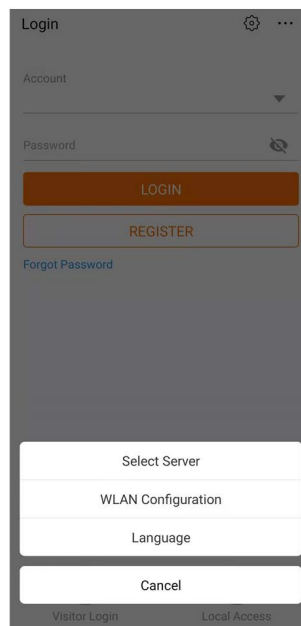 Login
Account
Password
LOGIN
REGISTER
Forgot Password
Select Server
WLAN Configuration
Language
Cancel
Visitor Login Local Access